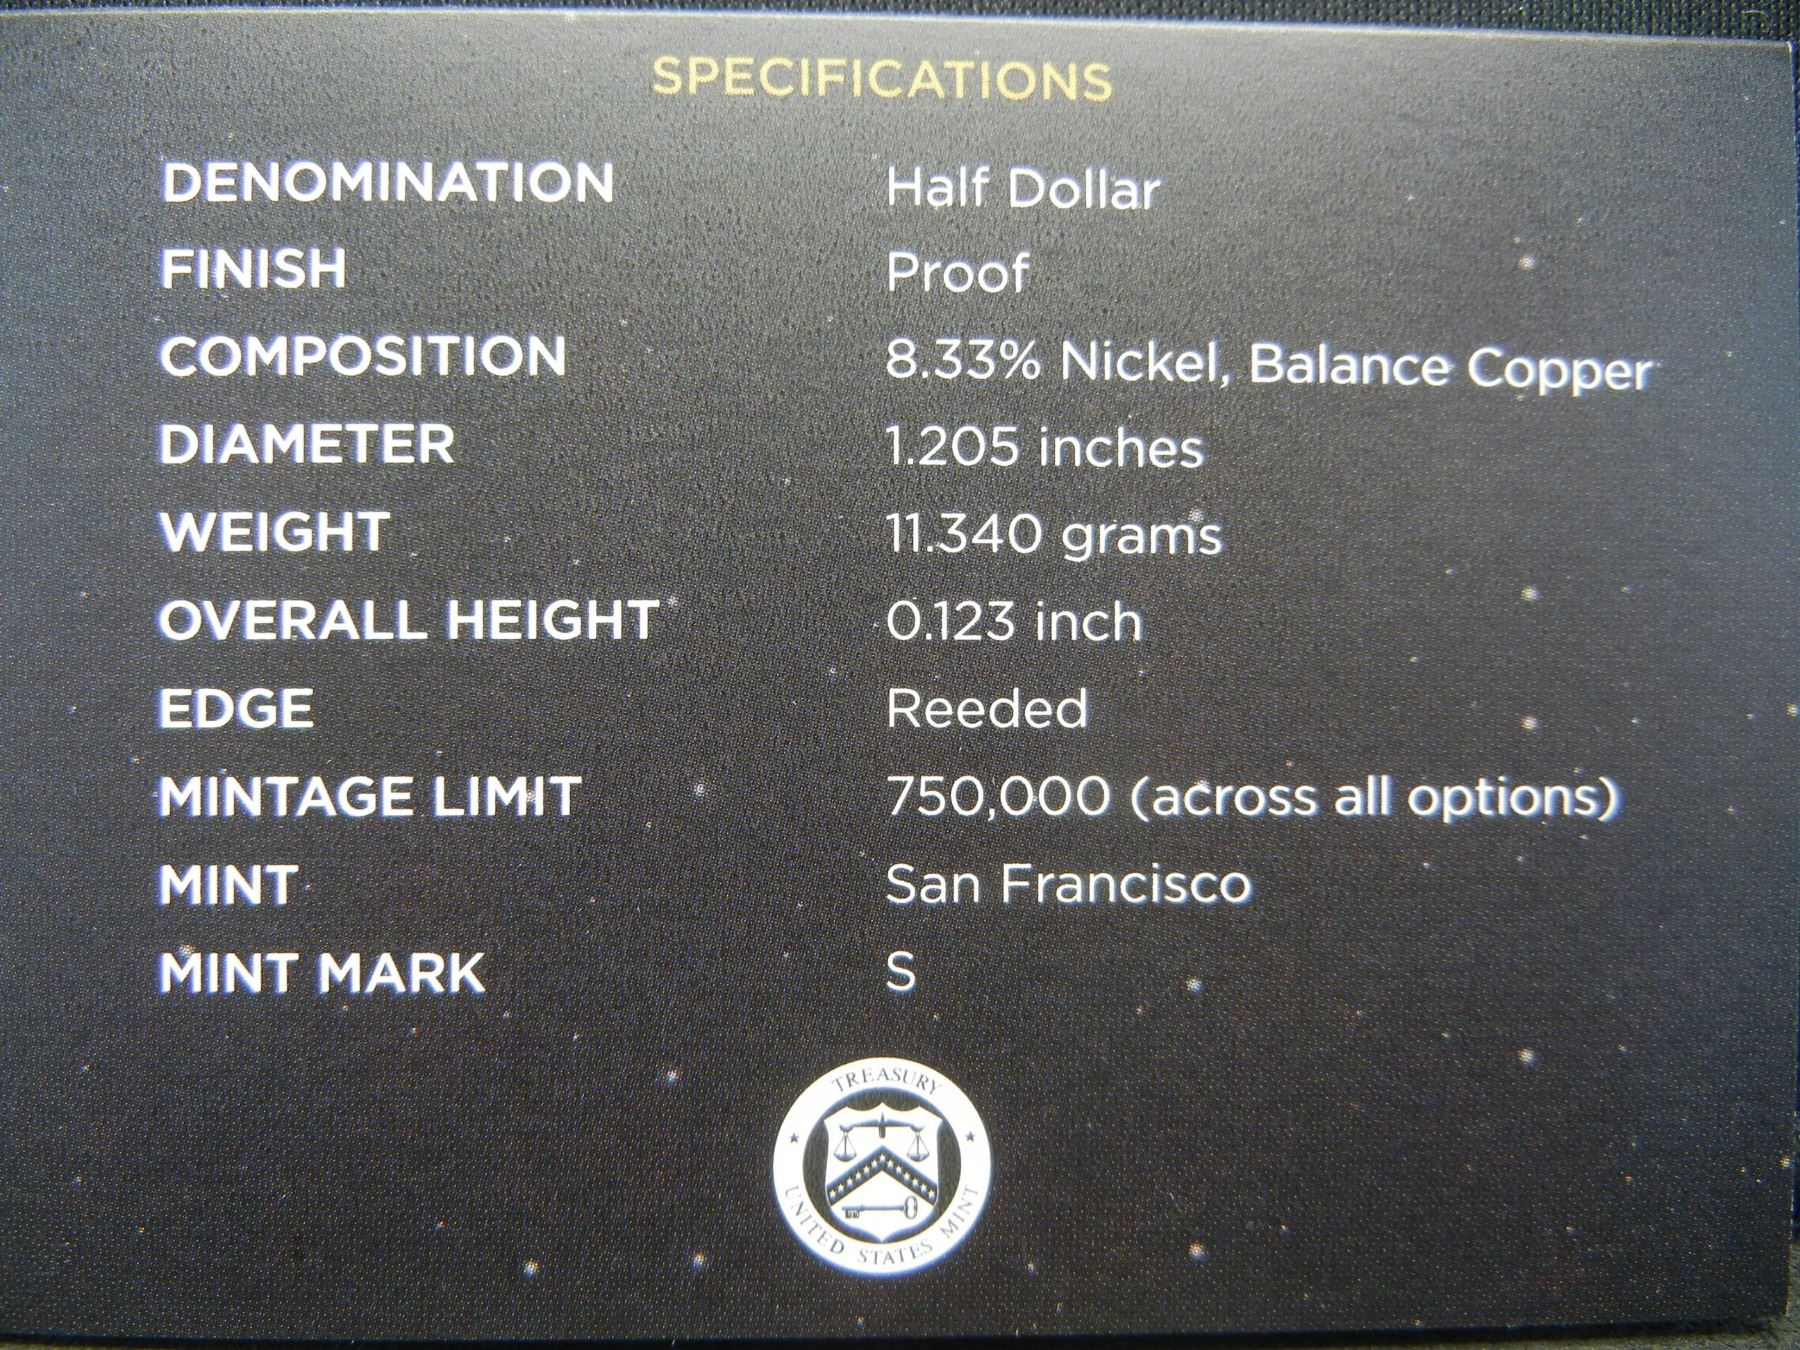 SPECIFICATIONS
DENOMINATION Half Dollar
FINISH Proof
COMPOSITION 8.33% Nickel, Balance Copper
DIAMETER 1.205 inches
WEIGHT 11.340 grams
OVERALL HEIGHT 0.123 inch
EDGE Reeded
MINTAGE LIMIT 750,000 (across all options)
MINT San Francisco
MINT MARK S
TREASURY
UNITED STATES MINT